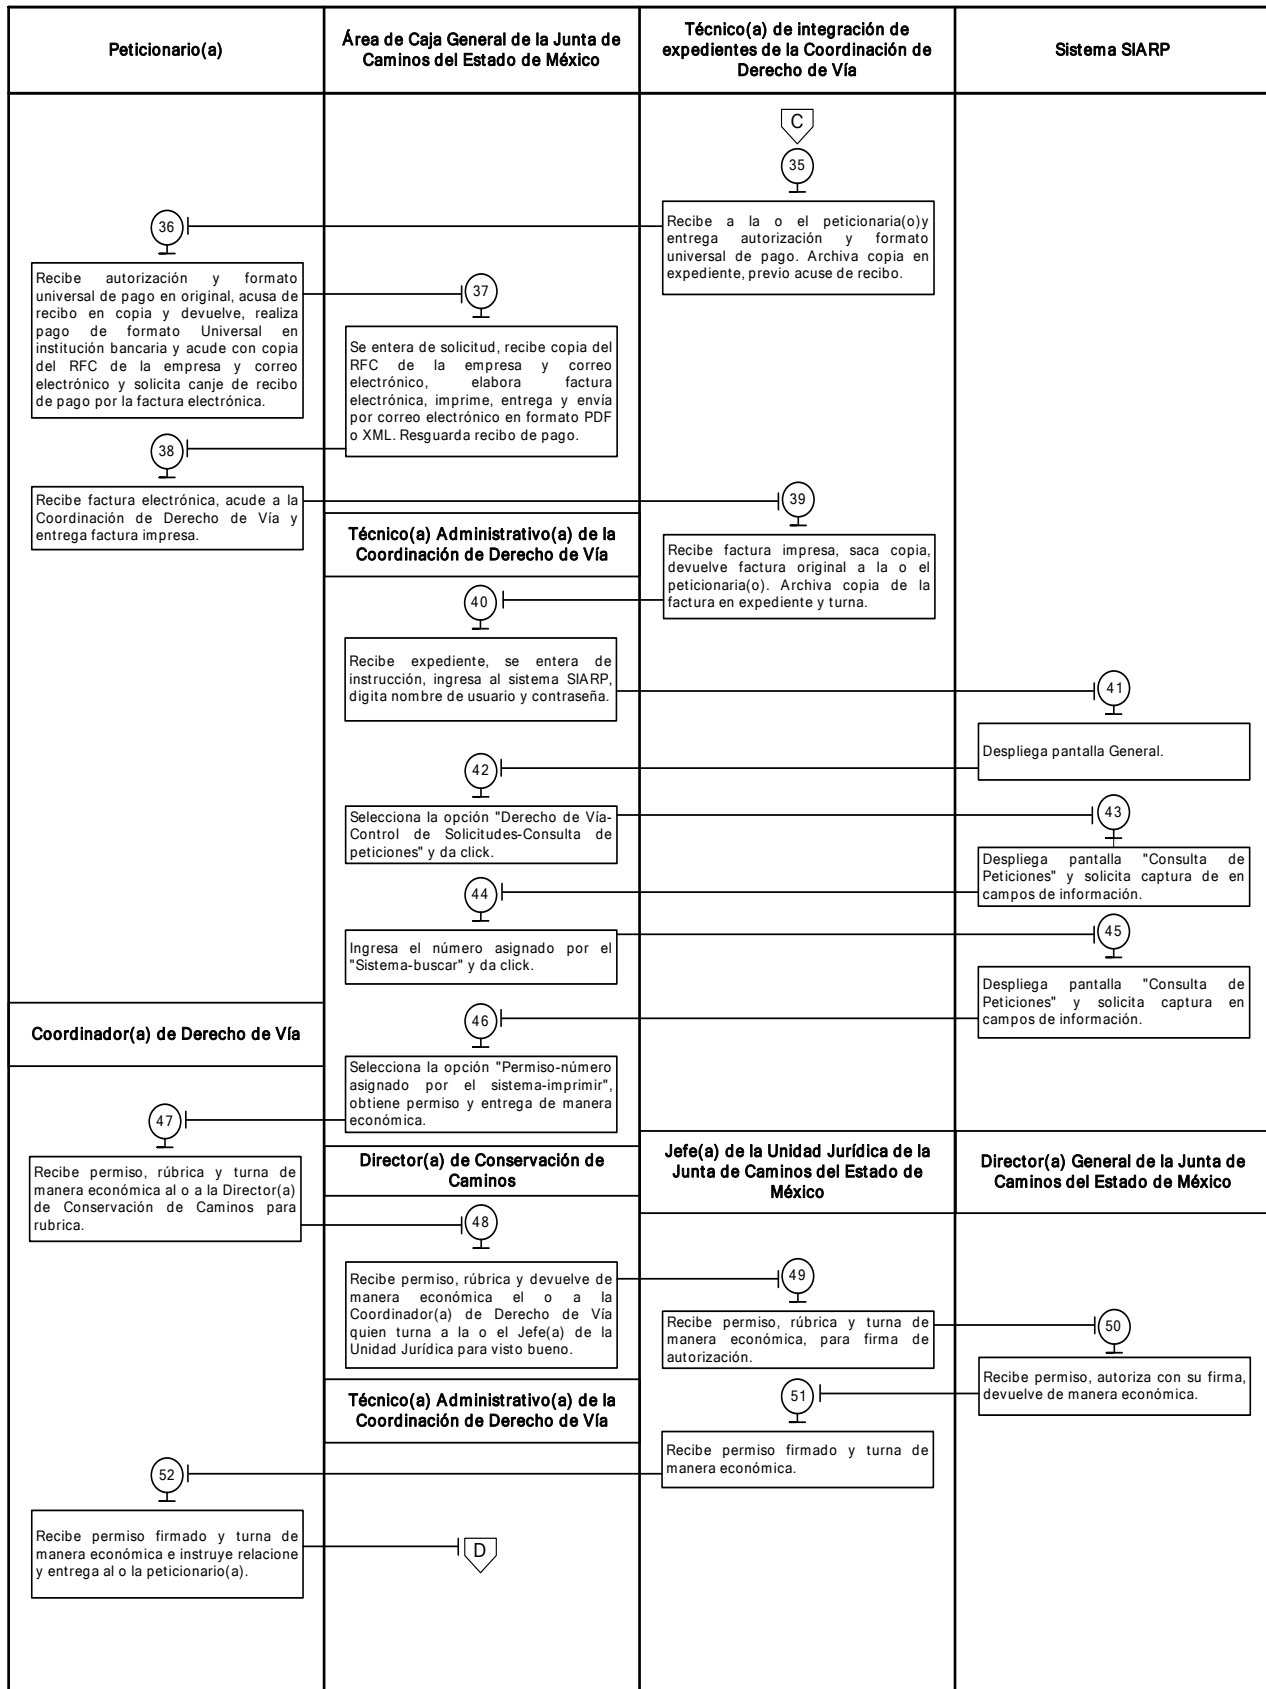 Peticionario(a)
Área de Caja General de la Junta de
Caminos del Estado de México
Técnico(a) de integración de
expedientes de la Coordinación de
Derecho de Vía
Sistema SIARP
C
35
Recibe a la o el peticionaria(o)y
entrega autorización y formato
universal de pago. Archiva copia en
expediente, previo acuse de recibo.
36
Recibe autorización y formato
universal de pago en original, acusa de
recibo en copia y devuelve, realiza
pago de formato Universal en
institución bancaria y acude con copia
del RFC de la empresa y correo
electrónico y solicita canje de recibo
de pago por la factura electrónica.
37
Se entera de solicitud, recibe copia del
RFC de la empresa y correo
electrónico, elabora factura
electrónica, imprime, entrega y envía
por correo electrónico en formato PDF
o XML. Resguarda recibo de pago.
38
Recibe factura electrónica, acude a la
Coordinación de Derecho de Vía y
entrega factura impresa.
39
Recibe factura impresa, saca copia,
devuelve factura original a la o el
peticionaria(o). Archiva copia de la
factura en expediente y turna.
Técnico(a) Administrativo(a) de la
Coordinación de Derecho de Vía
40
Recibe expediente, se entera de
instrucción, ingresa al sistema SIARP,
digita nombre de usuario y contraseña.
41
Despliega pantalla General.
42
Selecciona la opción "Derecho de Vía-
Control de Solicitudes-Consulta de
peticiones" y da click.
43
Despliega pantalla "Consulta de
Peticiones" y solicita captura de en
campos de información.
44
Ingresa el número asignado por el
"Sistema-buscar" y da click.
45
Despliega pantalla "Consulta de
Peticiones" y solicita captura en
campos de información.
46
Selecciona la opción "Permiso-número
asignado por el sistema-imprimir",
obtiene permiso y entrega de manera
económica.
Coordinador(a) de Derecho de Vía
47
Recibe permiso, rúbrica y turna de
manera económica al o a la Director(a)
de Conservación de Caminos para
rubrica.
Director(a) de Conservación de
Caminos
48
Recibe permiso, rúbrica y devuelve de
manera económica el o a la
Coordinador(a) de Derecho de Vía
quien turna a la o el Jefe(a) de la
Unidad Jurídica para visto bueno.
Jefe(a) de la Unidad Jurídica de la
Junta de Caminos del Estado de
México
49
Recibe permiso, rúbrica y turna de
manera económica, para firma de
autorización.
Director(a) General de la Junta de
Caminos del Estado de México
50
Recibe permiso, autoriza con su firma,
devuelve de manera económica.
51
Recibe permiso firmado y turna de
manera económica.
Técnico(a) Administrativo(a) de la
Coordinación de Derecho de Vía
52
Recibe permiso firmado y turna de
manera económica e instruye relacione
y entrega al o la peticionario(a).
D